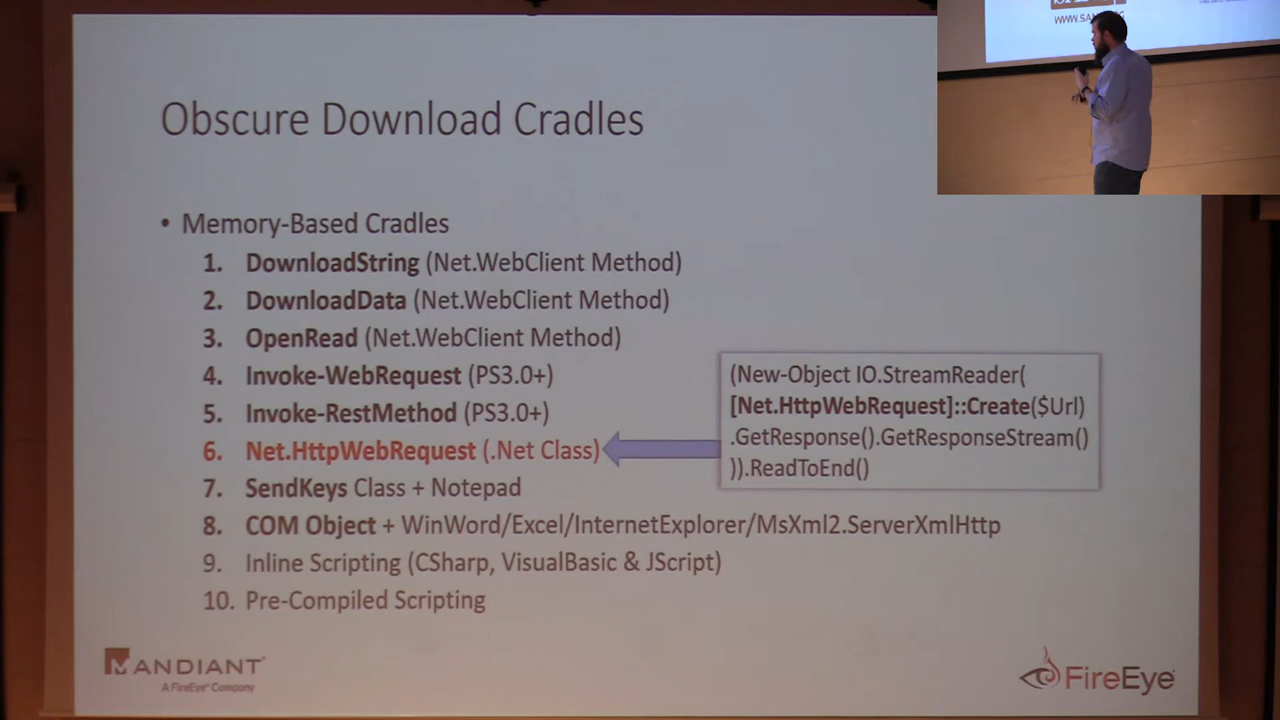 WWW.SA
Obscure Download Cradles
• Memory-Based Cradles
1. DownloadString (Net.WebClient Method)
2. DownloadData (Net.WebClient Method)
3. OpenRead (Net.WebClient Method)
4. Invoke-WebRequest (PS3.0+)
5. Invoke-RestMethod (PS3.0+)
6. Net.HttpWebRequest (.Net Class)
(New-Object IO.StreamReader(
[Net.HttpWebRequest]::Create($Url)
.GetResponse().GetResponseStream()
)).ReadToEnd()
7. SendKeys Class + Notepad
8. COM Object + WinWord/Excel/InternetExplorer/MsXml2.ServerXmlHttp
9. Inline Scripting (CSharp, VisualBasic & JScript)
10. Pre-Compiled Scripting
MANDIANT
A FireEye® Company
FireEye